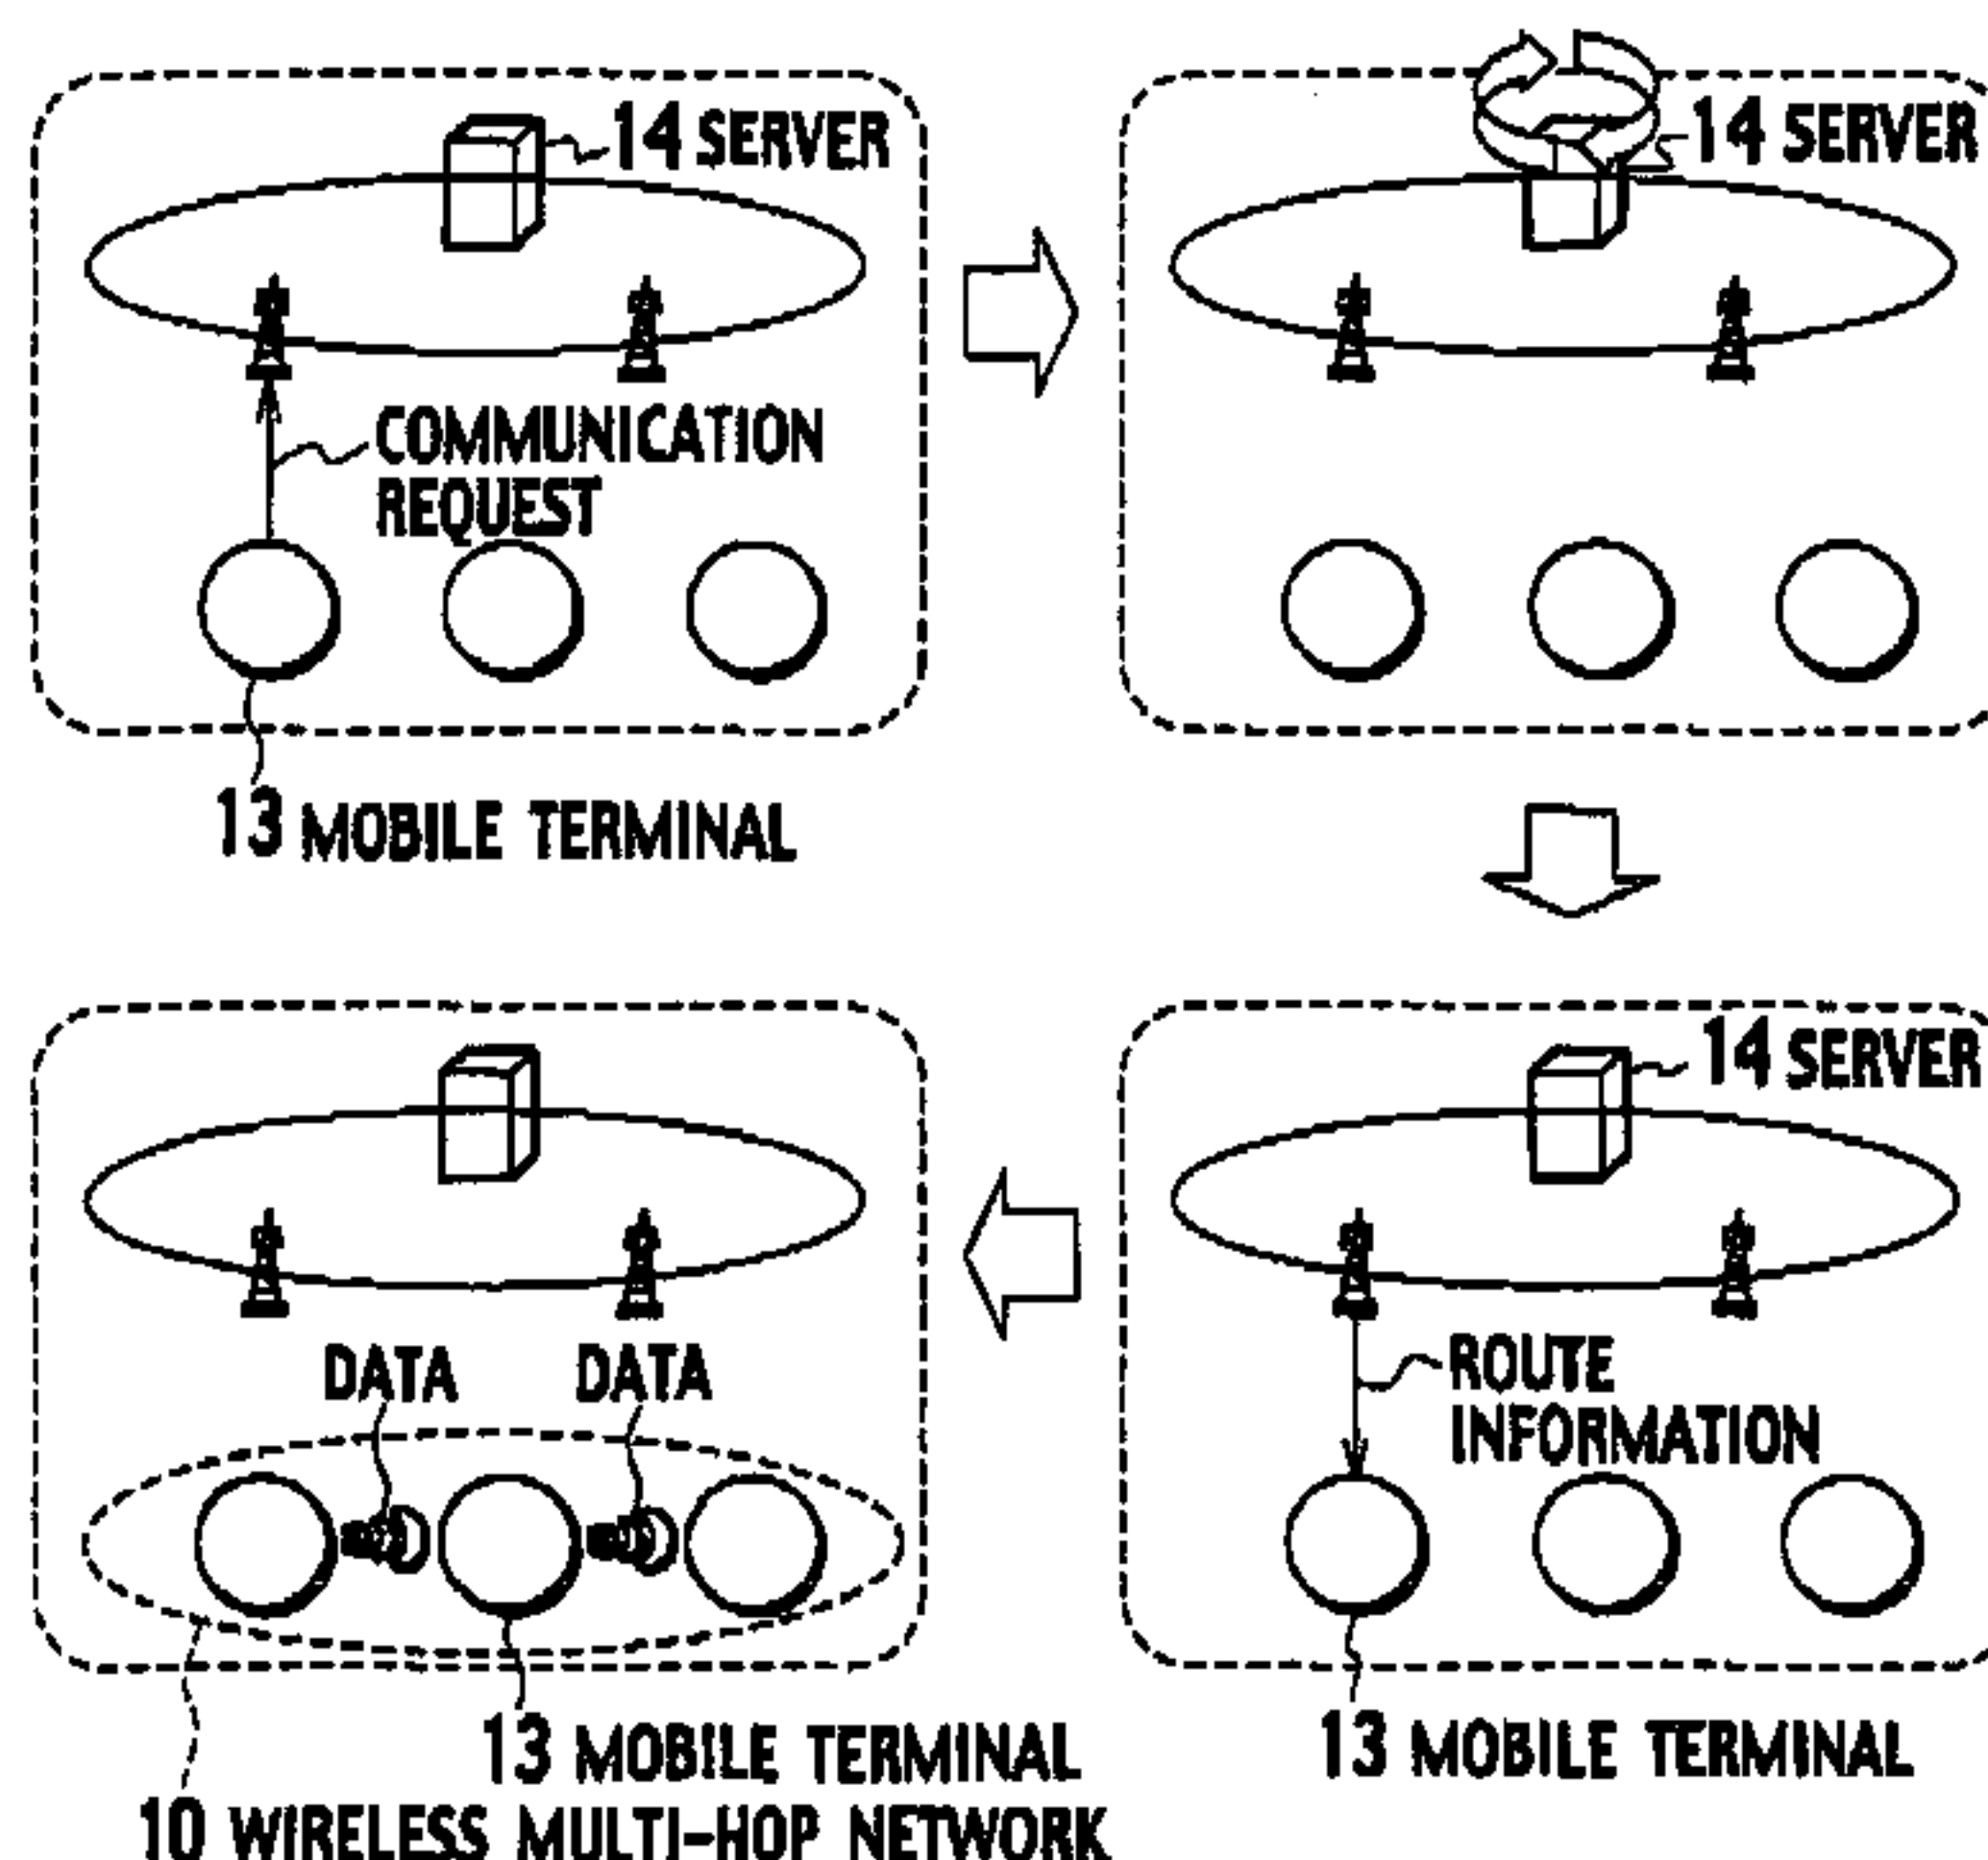 14 SERVER
14 SERVER
COMMUNICATION
REQUEST
13 MOBILE TERMINAL
14 SERVER
DATA DATA
ROUTE
INFORMATION
13 MOBILE TERMINAL
13 MOBILE TERMINAL
10 WIRELESS MULTI-HOP NETWORK